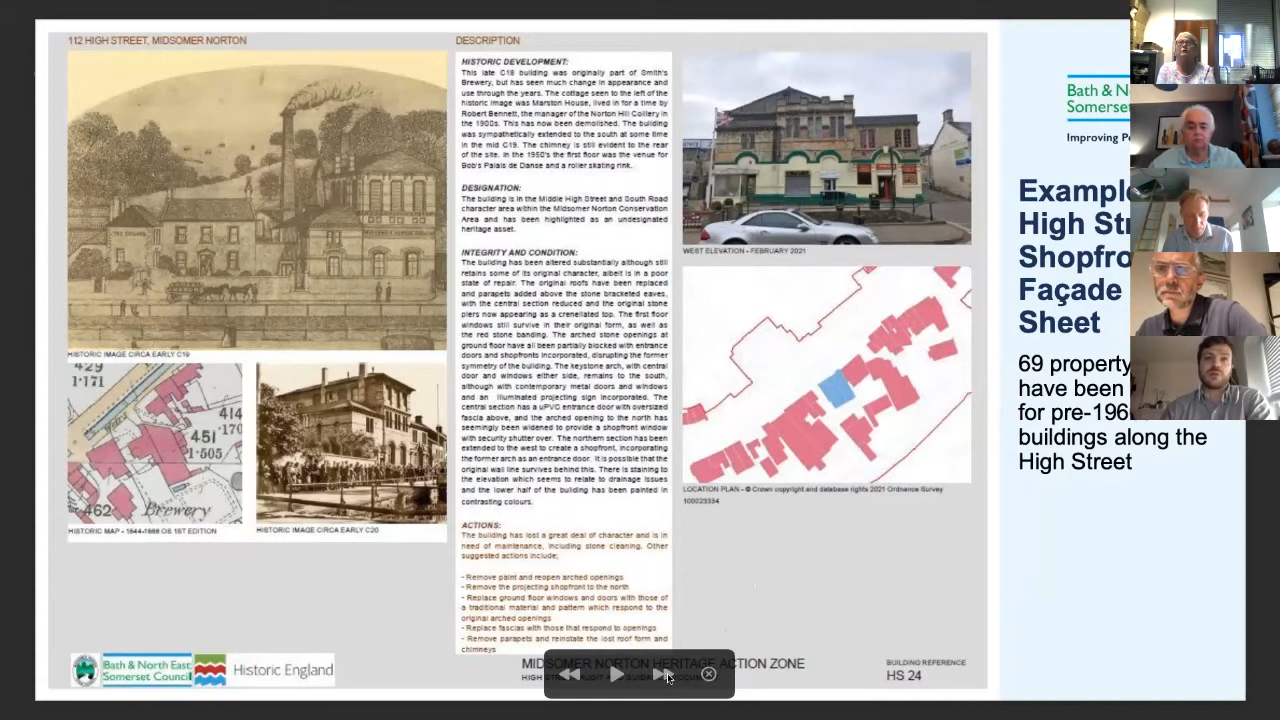 112 HIGH STREET, MIDSOMER NORTON
HISTORIC IMAGE CIRCA EARLY C19
429
1·171
414
·170
451
1·505
462
Brewery
HISTORIC MAP - 1844-1888 OS 1ST EDITION
HISTORIC IMAGE CIRCA EARLY C20
DESCRIPTION
HISTORIC DEVELOPMENT:
This late C18 building was originally part of Smith's
Brewery, but has seen much change in appearance and
use through the years. The cottage seen to the left of the
historic image was Marston House, lived in for a time by
Robert Bennett, the manager of the Norton Hill Colliery in
the 1900s. This has now been demolished. The building
was sympathetically extended to the south at some time
in the mid C19. The chimney is still evident to the rear
of the site. In the 1950's the first floor was the venue for
Bob's Palais de Danse and a roller skating rink.
DESIGNATION:
The building is in the Middle High Street and South Road
character area within the Midsomer Norton Conservation
Area and has been highlighted as an undesignated
heritage asset.
INTEGRITY AND CONDITION:
The building has been altered substantially although still
retains some of its original character, albeit is in a poor
state of repair. The original roofs have been replaced
and parapets added above the stone bracketed eaves,
with the central section reduced and the original stone
piers now appearing as a crenellated top. The first floor
windows still survive in their original form, as well as
the red stone banding. The arched stone openings at
ground floor have all been partially blocked with entrance
doors and shopfronts incorporated, disrupting the former
symmetry of the building. The keystone arch, with central
door and windows either side, remains to the south,
although with contemporary metal doors and windows
and an illuminated projecting sign incorporated. The
central section has a uPVC entrance door with oversized
fascia above, and the arched opening to the north has
seemingly been widened to provide a shopfront window
with security shutter over. The northern section has been
extended to the west to create a shopfront, incorporating
the former arch as an entrance door. It is possible that the
original wall line survives behind this. There is staining to
the elevation which seems to relate to drainage issues
and the lower half of the building has been painted in
contrasting colours.
ACTIONS:
The building has lost a great deal of character and is in
need of maintenance, including stone cleaning. Other
suggested actions include;
- Remove paint and reopen arched openings
- Remove the projecting shopfront to the north
- Replace ground floor windows and doors with those of
a traditional material and pattern which respond to the
original arched openings
- Replace fascias with those that respond to openings
- Remove parapets and reinstate the lost roof form and
chimneys
WEST ELEVATION - FEBRUARY 2021
LOCATION PLAN - © Crown copyright and database rights 2021 Ordnance Survey
100023334
Bath & North East
Somerset Council
Historic England
MIDSOMER NORTON HERITAGE ACTION ZONE
HIGH
BUILDING REFERENCE
HS 24
Bath & No
Somerset
Improving Pe
Example
High Str
Shopfro
Façade
Sheet
69 property
have been
for pre-196
buildings along the
High Street